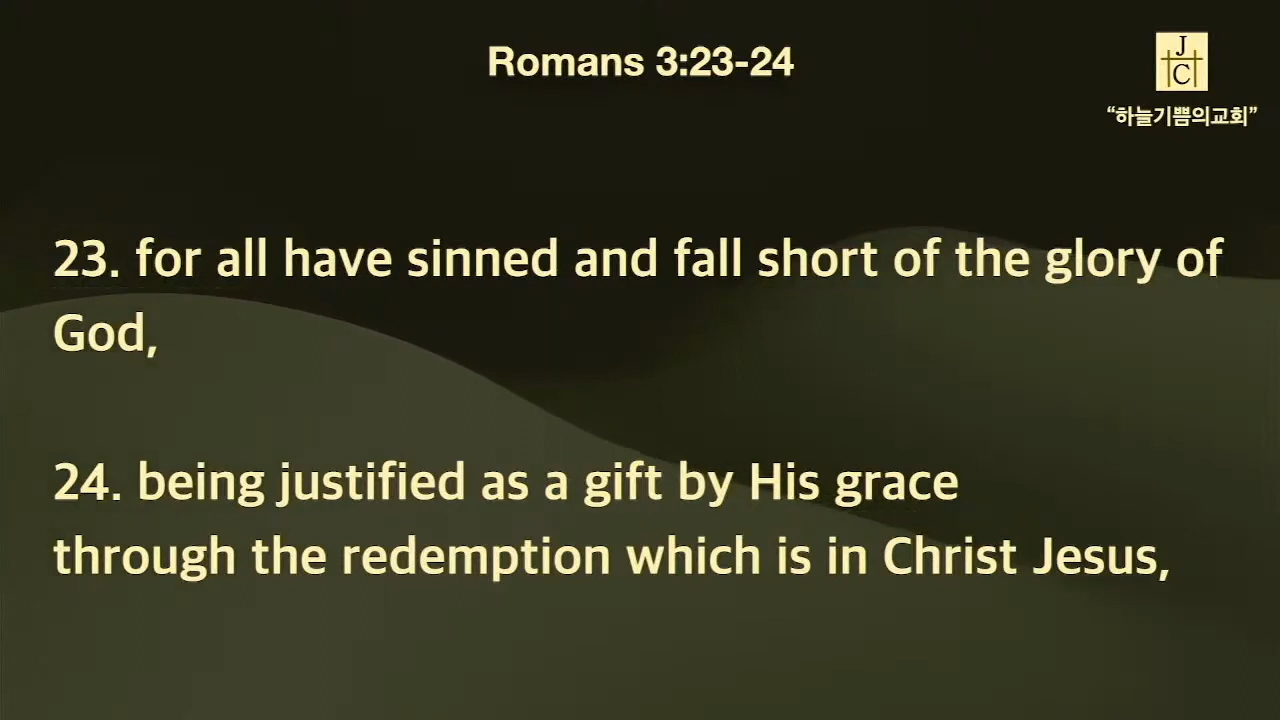 Romans 3:23-24
J
C
“하늘기쁨의교회”
23. for all have sinned and fall short of the glory of
God,
24. being justified as a gift by His grace
through the redemption which is in Christ Jesus,